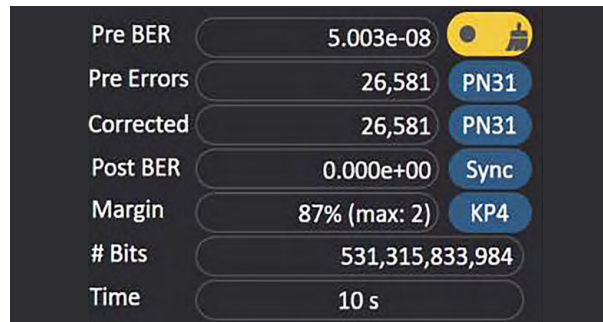 Pre BER 5.003e-08
Pre Errors 26,581 PN31
Corrected 26,581 PN31
Post BER 0.000e+00 Sync
Margin 87% (max: 2) KP4
# Bits 531,315,833,984
Time 10 s